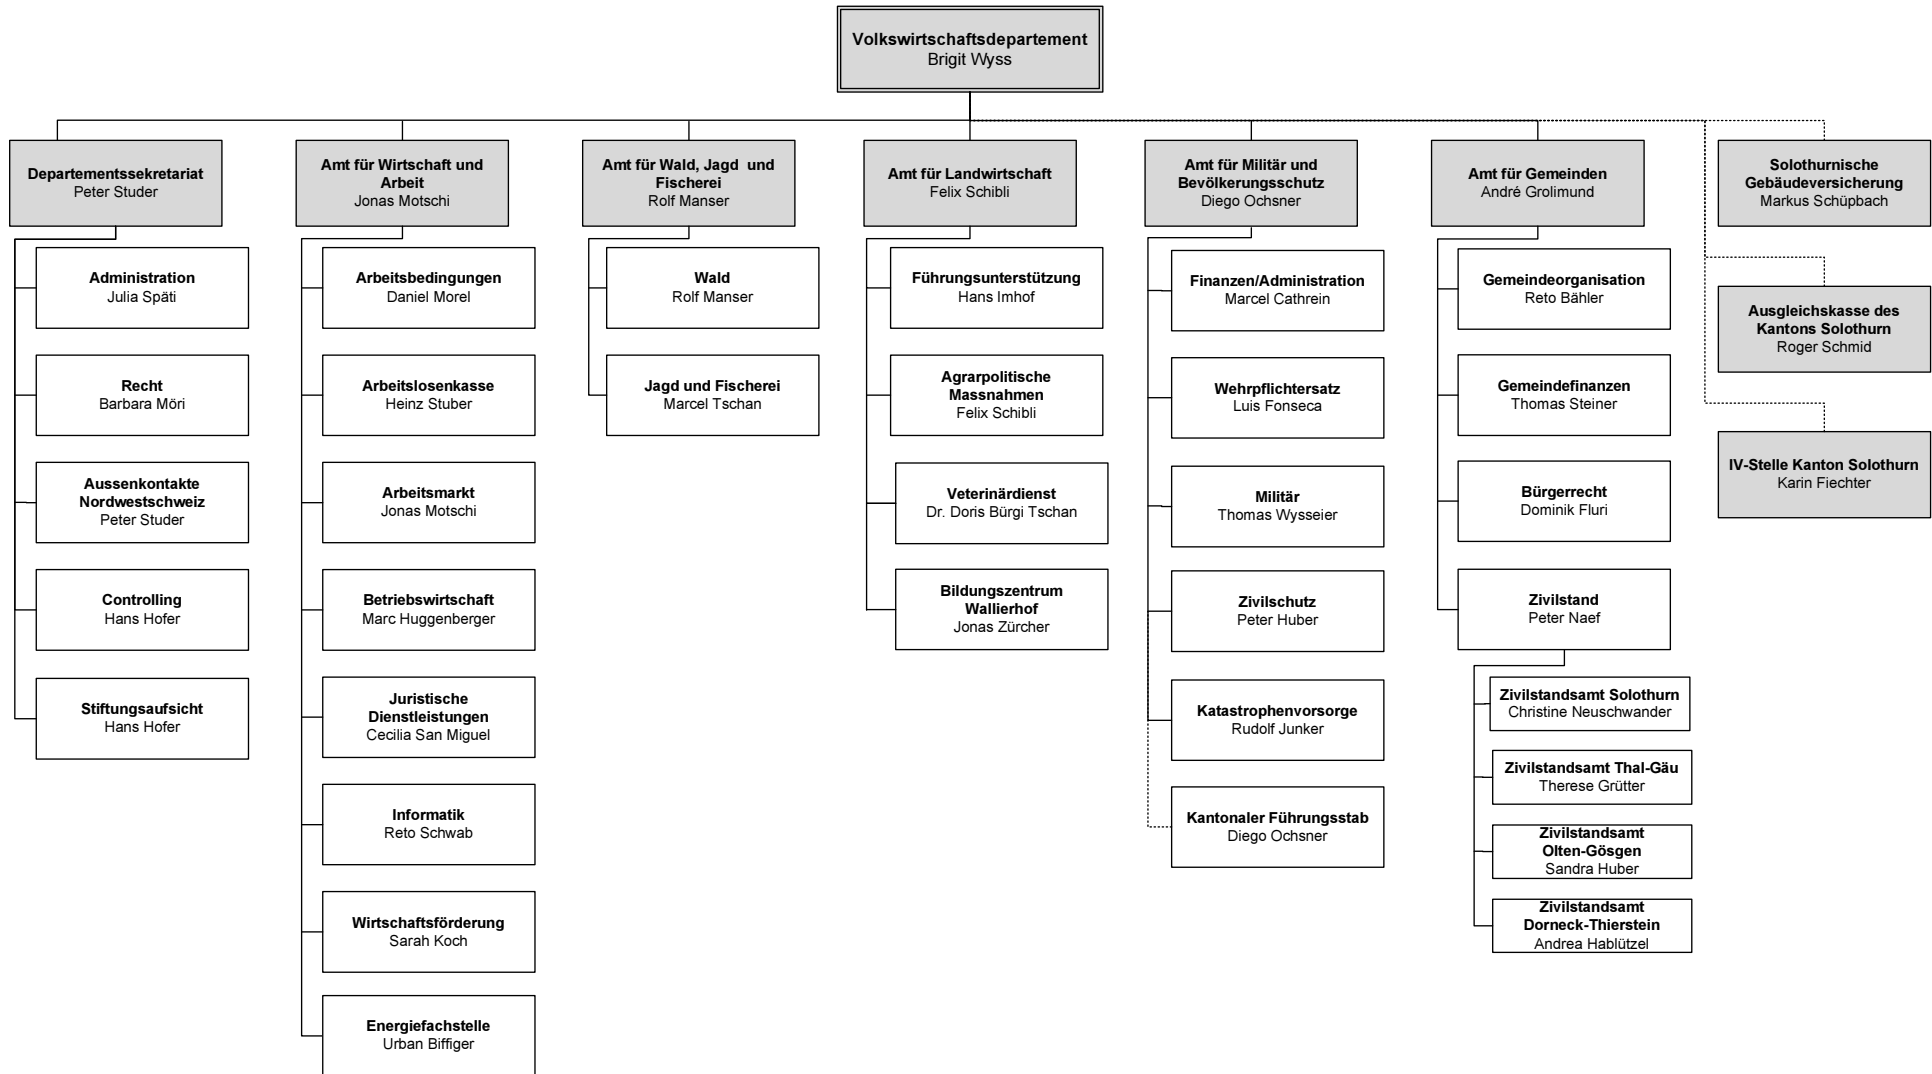 Volkswirtschaftsdepartement
Brigit Wyss
Departementssekretariat
Peter Studer
Administration
Julia Späti
Recht
Barbara Möri
Aussenkontakte
Nordwestschweiz
Peter Studer
Controlling
Hans Hofer
Stiftungsaufsicht
Hans Hofer
Amt für Wirtschaft und
Arbeit
Jonas Motschi
Arbeitsbedingungen
Daniel Morel
Arbeitslosenkasse
Heinz Stuber
Arbeitsmarkt
Jonas Motschi
Betriebswirtschaft
Marc Huggenberger
Juristische
Dienstleistungen
Cecilia San Miguel
Informatik
Reto Schwab
Wirtschaftsförderung
Sarah Koch
Energiefachstelle
Urban Biffiger
Amt für Wald, Jagd und
Fischerei
Rolf Manser
Wald
Rolf Manser
Jagd und Fischerei
Marcel Tschan
Amt für Landwirtschaft
Felix Schibli
Führungsunterstützung
Hans Imhof
Agrarpolitische
Massnahmen
Felix Schibli
Veterinärdienst
Dr. Doris Bürgi Tschan
Bildungszentrum
Wallierhof
Jonas Zürcher
Amt für Militär und
Bevölkerungsschutz
Diego Ochsner
Finanzen/Administration
Marcel Cathrein
Wehrpflichtersatz
Luis Fonseca
Militär
Thomas Wysseier
Zivilschutz
Peter Huber
Katastrophenvorsorge
Rudolf Junker
Kantonaler Führungsstab
Diego Ochsner
Amt für Gemeinden
André Grolimund
Gemeindeorganisation
Reto Bähler
Gemeindefinanzen
Thomas Steiner
Bürgerrecht
Dominik Fluri
Zivilstand
Peter Naef
Zivilstandsamt Solothurn
Christine Neuschwander
Zivilstandsamt Thal-Gäu
Therese Grütter
Zivilstandsamt
Olten-Gösgen
Sandra Huber
Zivilstandsamt
Dorneck-Thierstein
Andrea Hablützel
Solothurnische
Gebäudeversicherung
Markus Schüpbach
Ausgleichskasse des
Kantons Solothurn
Roger Schmid
IV-Stelle Kanton Solothurn
Karin Fiechter